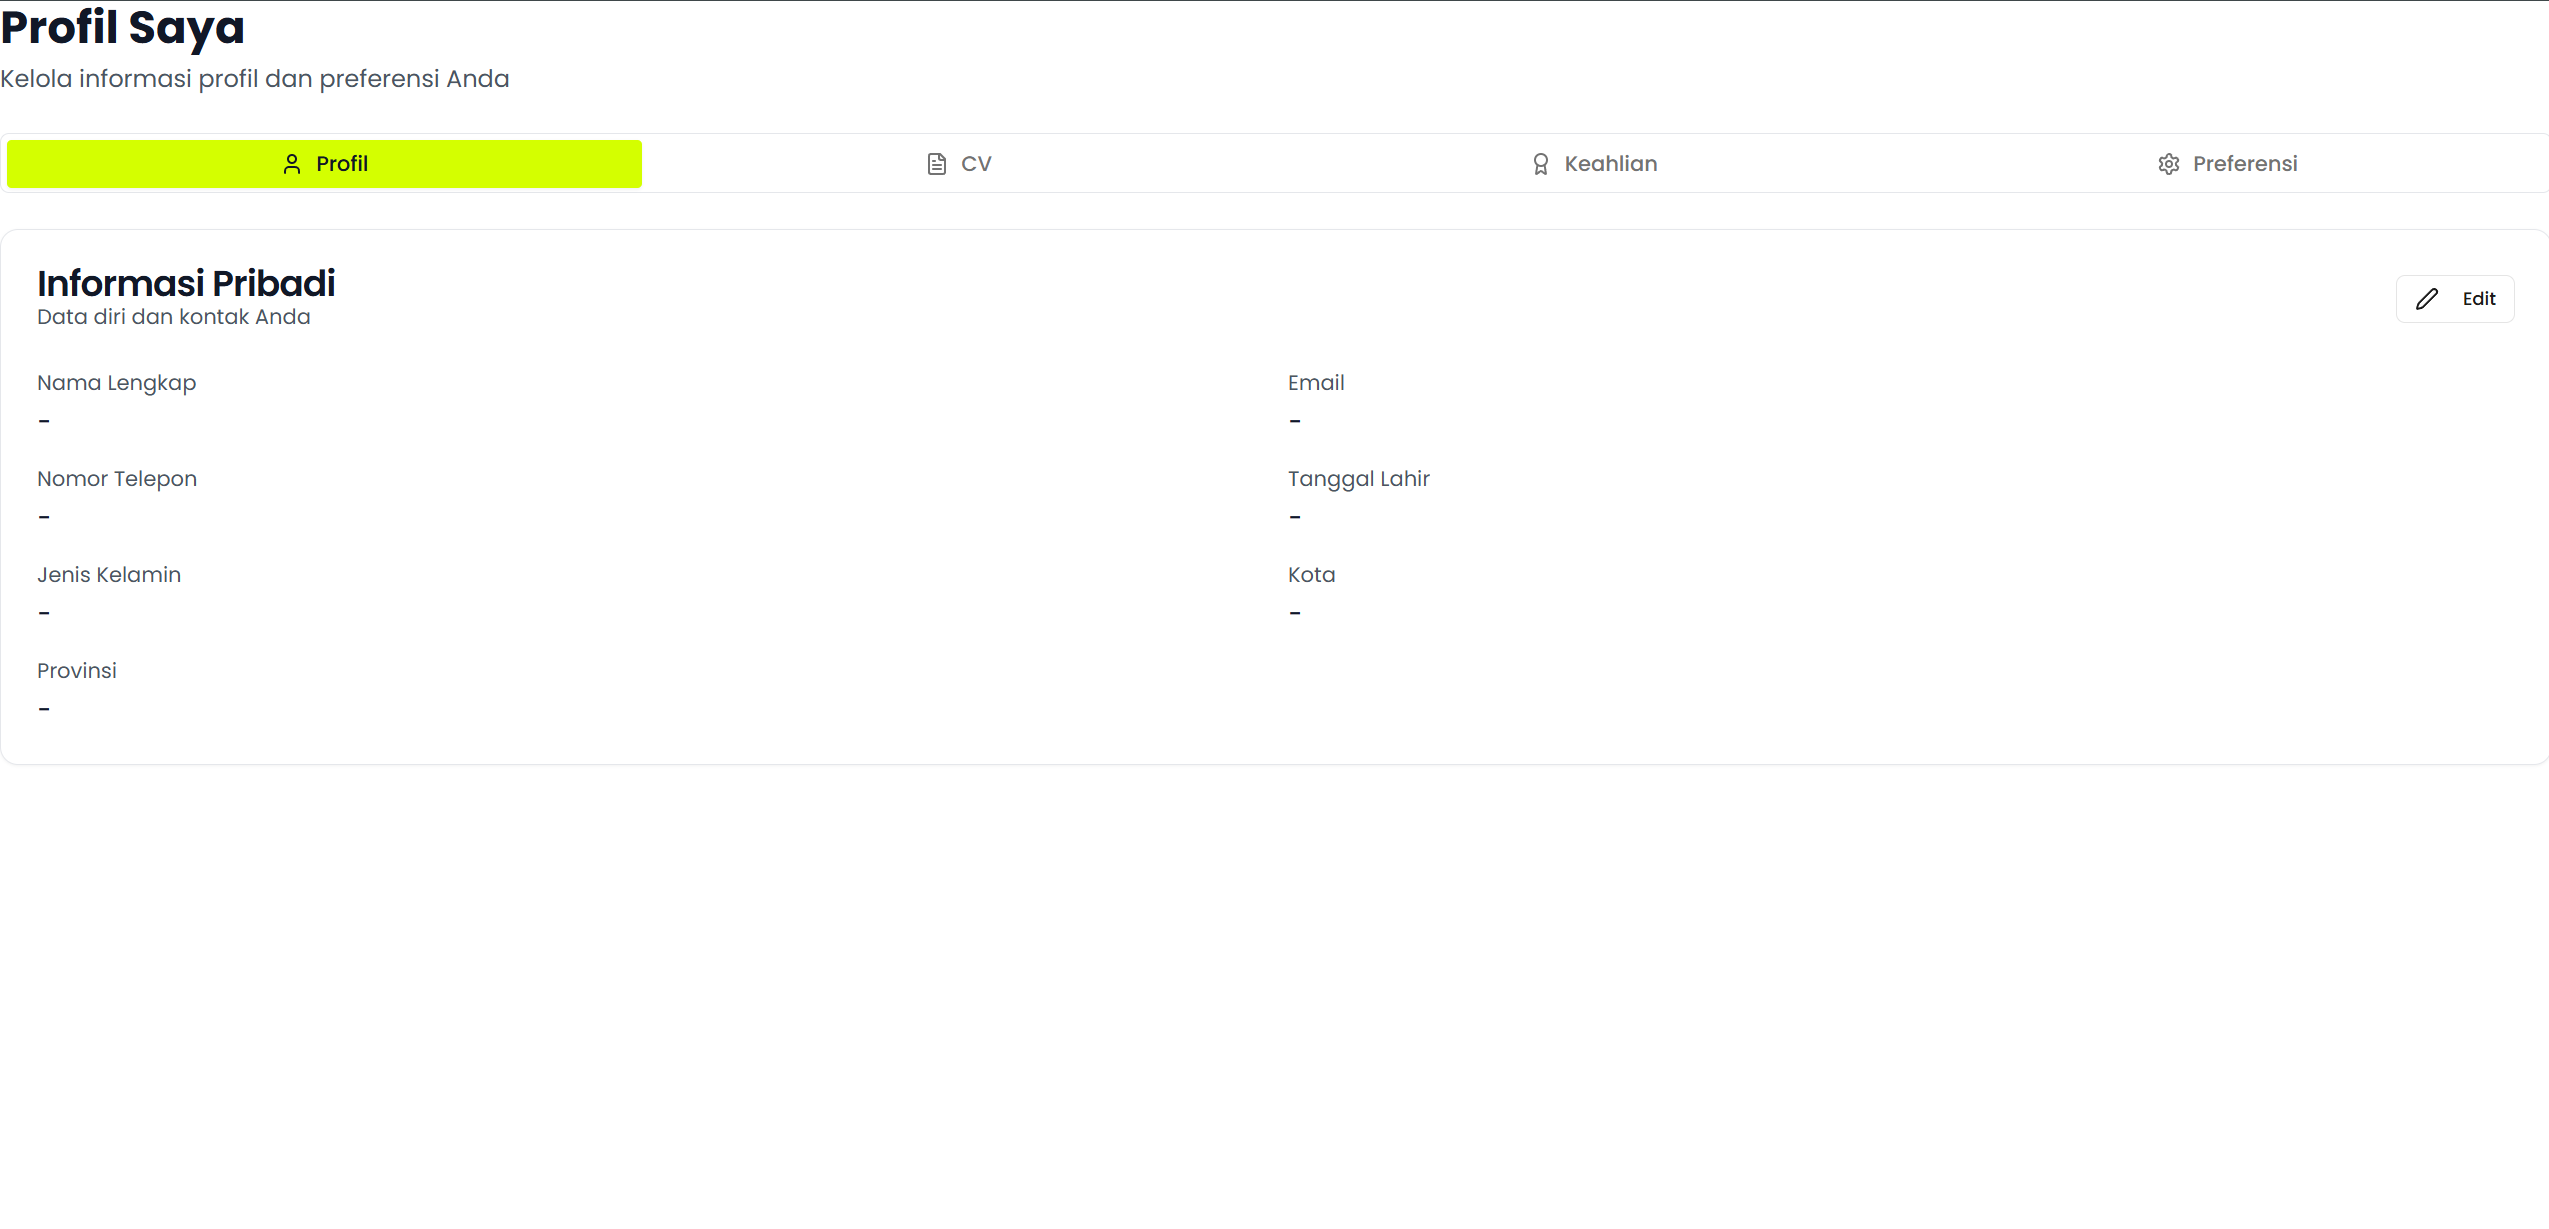 Profil Saya
Kelola informasi profil dan preferensi Anda
Profil
CV
Keahlian
Preferensi
Informasi Pribadi
Data diri dan kontak Anda
Edit
Nama Lengkap
-
Email
-
Nomor Telepon
-
Tanggal Lahir
-
Jenis Kelamin
-
Kota
-
Provinsi
-